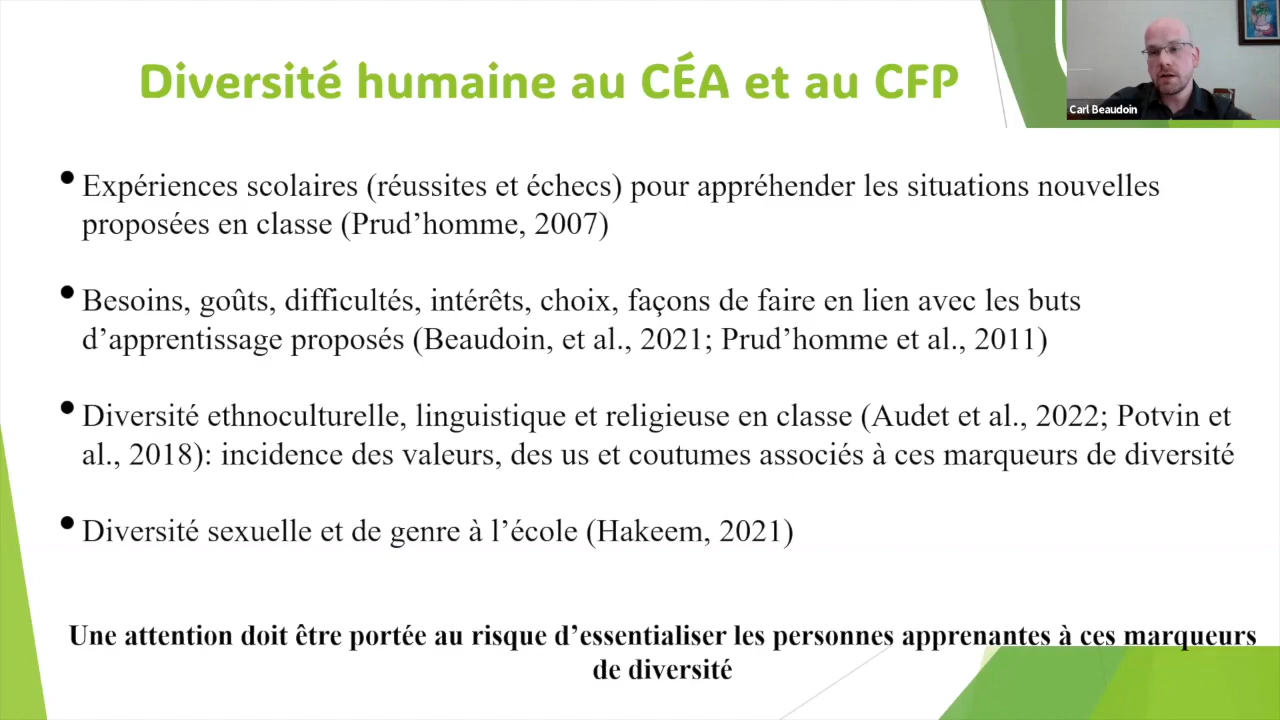 Diversité humaine au CÉA et au CFP
Carl Beaudoin
• Expériences scolaires (réussites et échecs) pour appréhender les situations nouvelles
proposées en classe (Prud’homme, 2007)
• Besoins, goûts, difficultés, intérêts, choix, façons de faire en lien avec les buts
d’apprentissage proposés (Beaudoin, et al., 2021; Prud’homme et al., 2011)
• Diversité ethnoculturelle, linguistique et religieuse en classe (Audet et al., 2022; Potvin et
al., 2018): incidence des valeurs, des us et coutumes associés à ces marqueurs de diversité
• Diversité sexuelle et de genre à l’école (Hakeem, 2021)
Une attention doit être portée au risque d’essentialiser les personnes apprenantes à ces marqueurs
de diversité